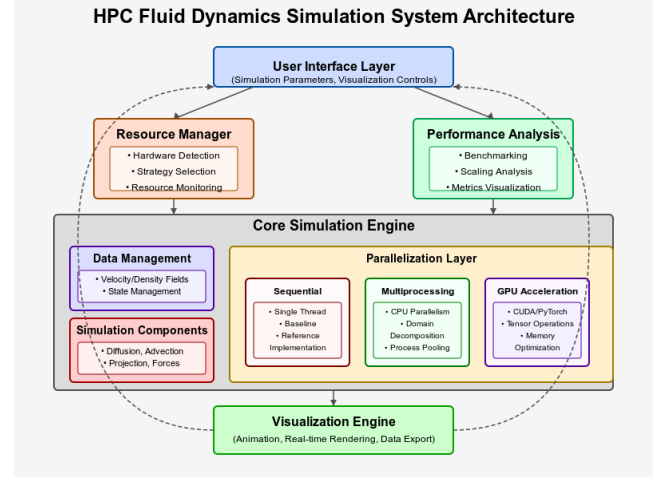 HPC Fluid Dynamics Simulation System Architecture
User Interface Layer
(Simulation Parameters, Visualization Controls)
Resource Manager
• Hardware Detection
• Strategy Selection
• Resource Monitoring
Performance Analysis
• Benchmarking
• Scaling Analysis
• Metrics Visualization
Core Simulation Engine
Data Management
• Velocity/Density Fields
• State Management
Simulation Components
• Diffusion, Advection
• Projection, Forces
Parallelization Layer
Sequential
• Single Thread
• Baseline
• Reference
Implementation
Multiprocessing
• CPU Parallelism
• Domain
Decomposition
• Process Pooling
GPU Acceleration
• CUDA/PyTorch
• Tensor Operations
• Memory
Optimization
Visualization Engine
(Animation, Real-time Rendering, Data Export)